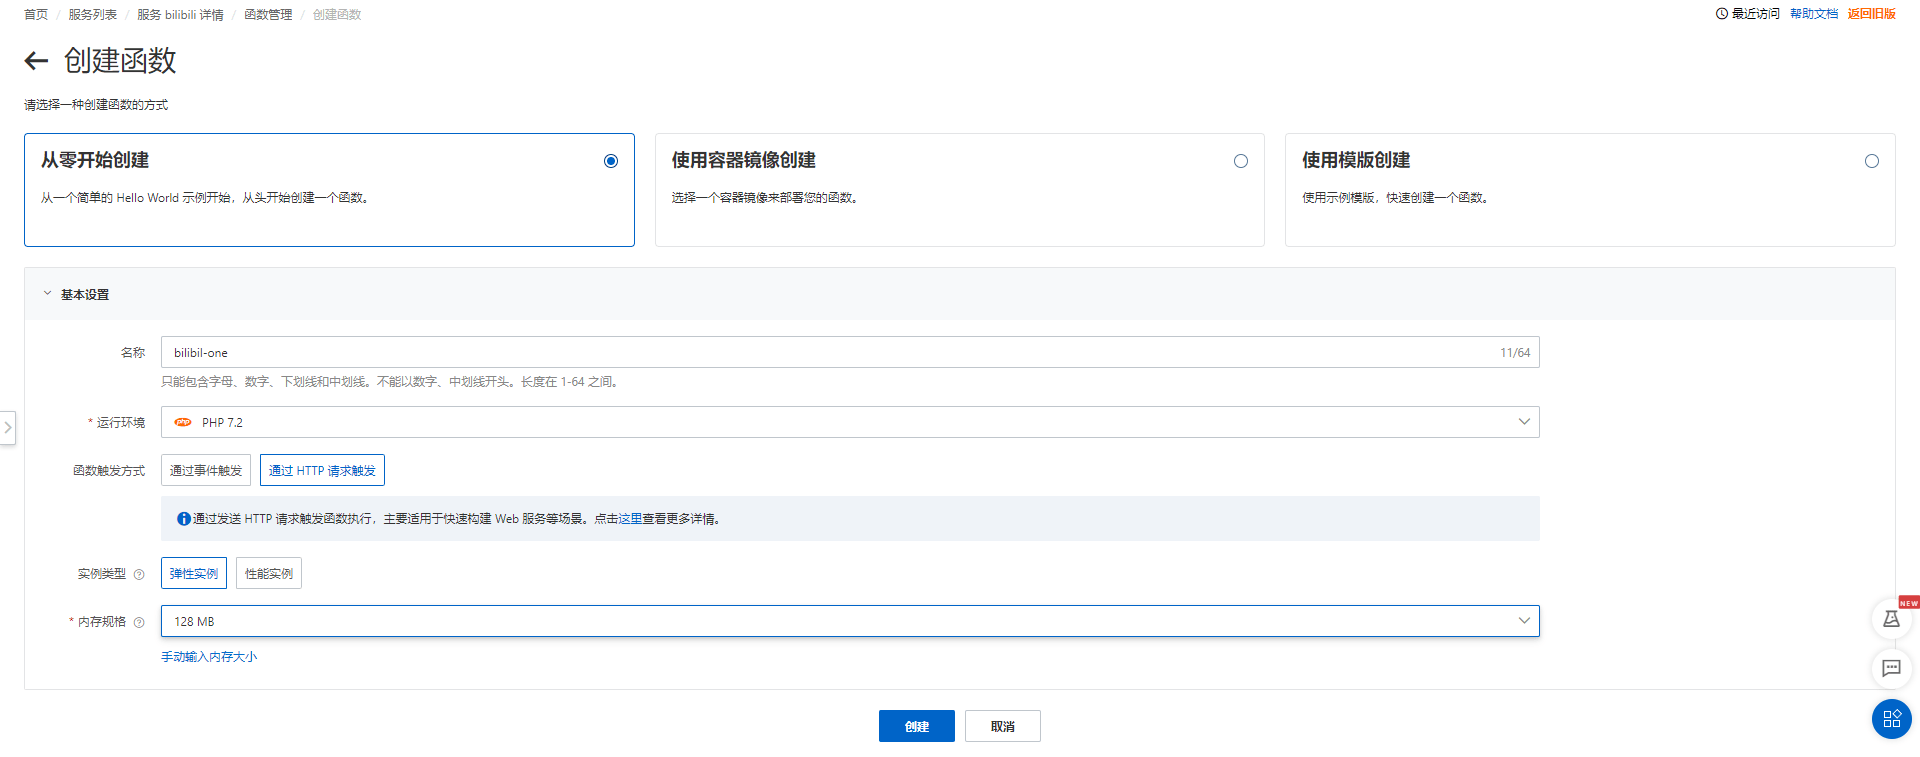 首页 / 服务列表 / 服务 bilibili 详情 / 函数管理 / 创建函数
最近访问 帮助文档 返回旧版
创建函数
请选择一种创建函数的方式
从零开始创建
从一个简单的 Hello World 示例开始，从头开始创建一个函数。
使用容器镜像创建
选择一个容器镜像来部署您的函数。
使用模版创建
使用示例模版，快速创建一个函数。
基本设置
名称 bilibil-one 11/64
只能包含字母、数字、下划线和中划线。不能以数字、中划线开头。长度在 1-64 之间。
* 运行环境 php PHP 7.2
函数触发方式 通过事件触发 通过 HTTP 请求触发
通过发送 HTTP 请求触发函数执行，主要适用于快速构建 Web 服务等场景。点击这里查看更多详情。
实例类型 弹性实例 性能实例
* 内存规格 128 MB
手动输入内存大小
NEW
创建 取消